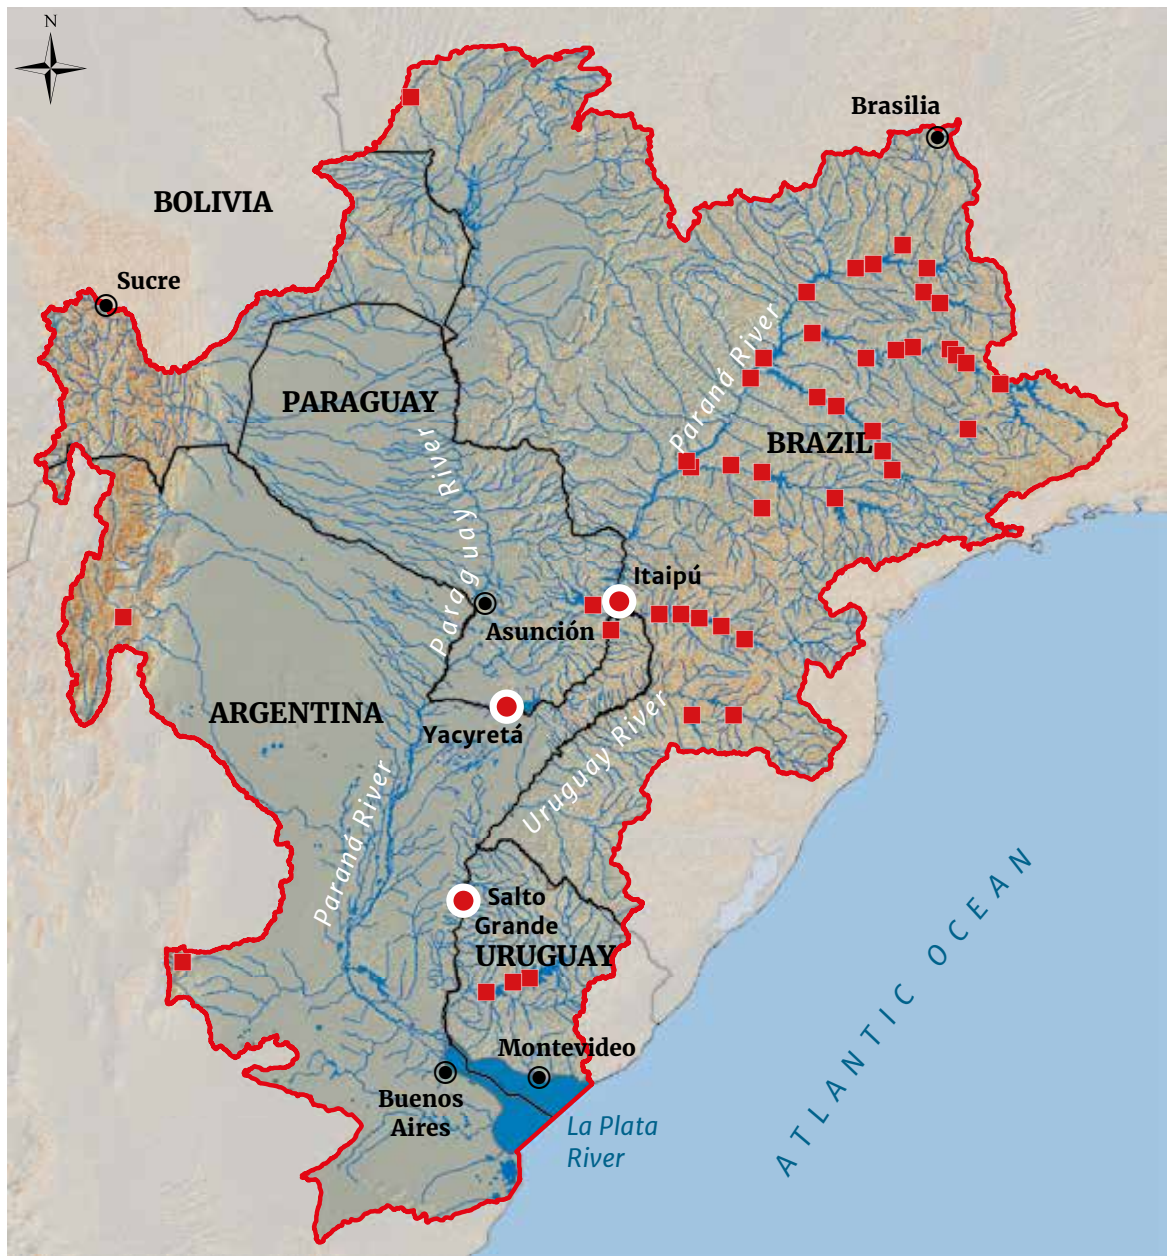 N
Brasilia
BOLIVIA
Sucre
Paraná River
PARAGUAY
BRAZIL
Paraguay River
Itaipú
Asunción
ARGENTINA
Yacyretá
Uruguay River
Paraná River
Salto
Grande
URUGUAY
ATLANTIC OCEAN
Montevideo
Buenos
Aires
La Plata
River